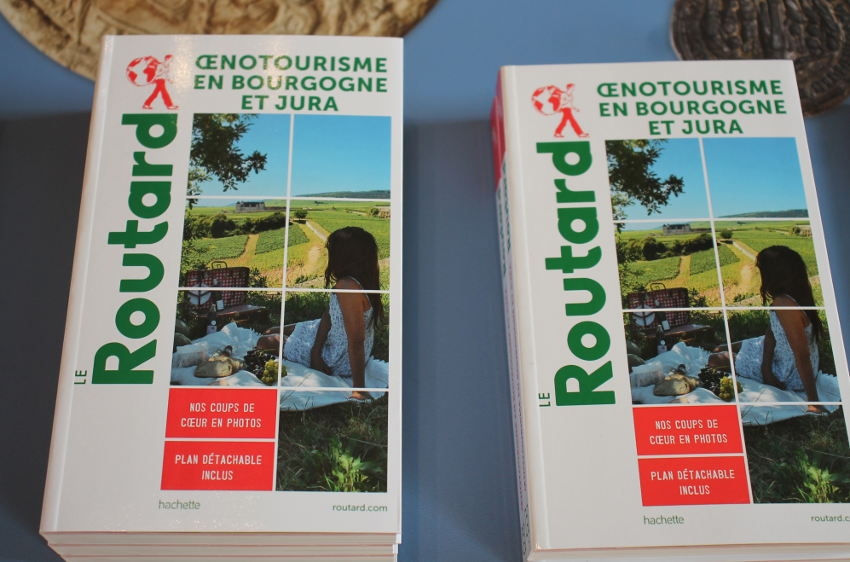 ŒNOTOURISME
EN BOURGOGNE
ET JURA
LE
Routard
NOS COUPS DE
CŒUR EN PHOTOS
PLAN DÉTACHABLE
INCLUS
hachette
routard.com
ŒNOTOURISME
EN BOURGOGNE
ET JURA
LE
Routard
NOS COUPS DE
CŒUR EN PHOTOS
PLAN DÉTACHABLE
INCLUS
hachette
routard.c